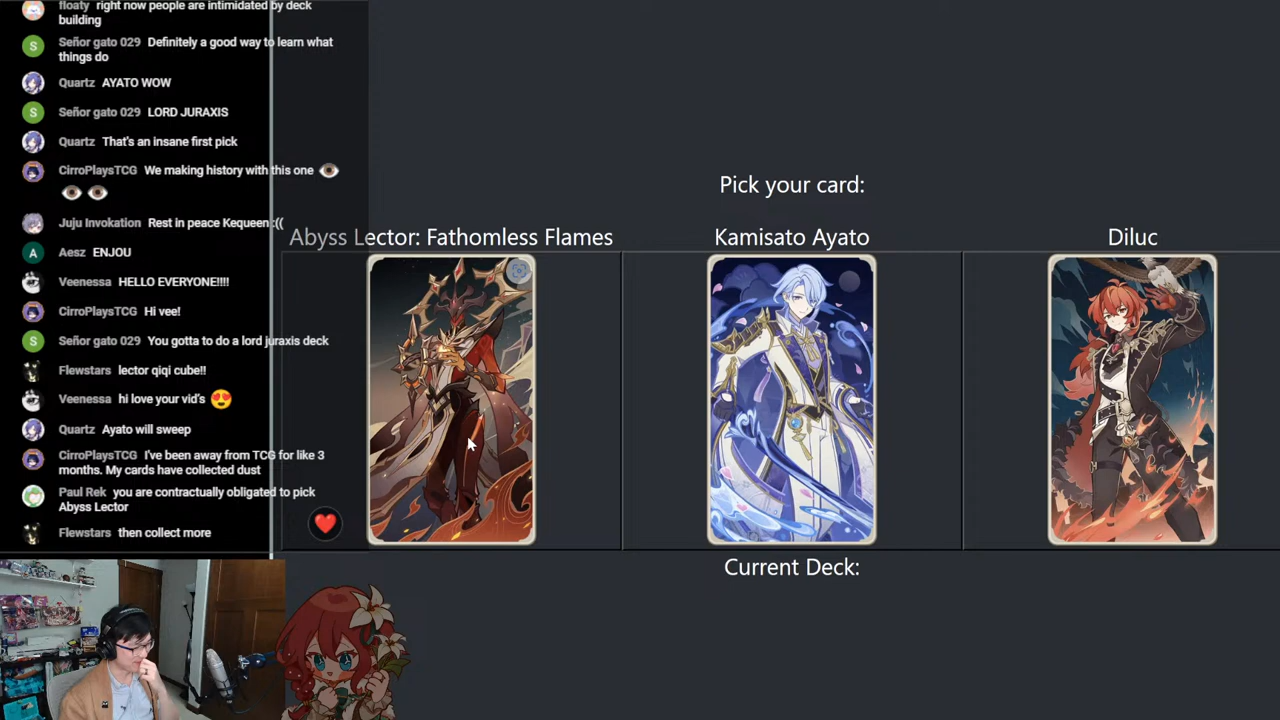 floaty right now people are intimidated by deck
building
Señor gato 029 Definitely a good way to learn what
things do
Quartz AYATO WOW
S Señor gato 029 LORD JURAXIS
Quartz That's an insane first pick
CirroPlaysTCG We making history with this one 👁️
👁️ 👁️
Juju Invokation Rest in peace Kequeen :((
A Aesz ENJOU
Veenessa HELLO EVERYONE!!!!
CirroPlaysTCG Hi vee!
S Señor gato 029 You gotta to do a lord juraxis deck
Flewstars lector qiqi cube!!
Veenessa hi love your vid's 😍
Quartz Ayato will sweep
CirroPlaysTCG I've been away from TCG for like 3
months. My cards have collected dust
Paul Rek you are contractually obligated to pick
Abyss Lector
Flewstars then collect more
Pick your card:
Abyss Lector: Fathomless Flames
Kamisato Ayato
Diluc
Current Deck: